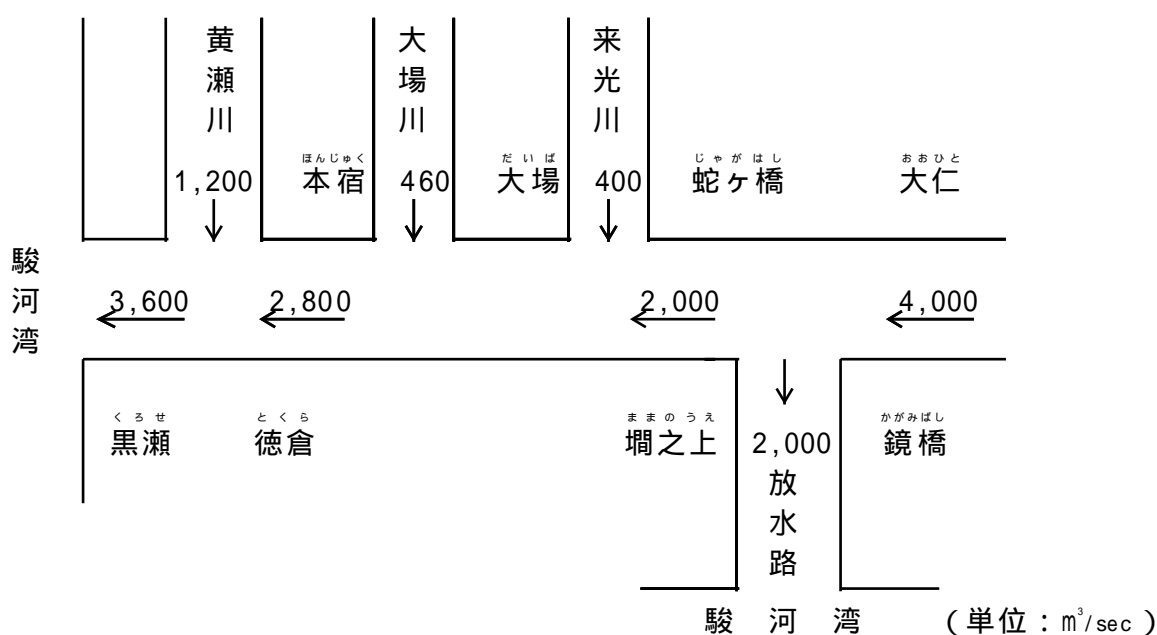 黄瀬川
大場川
来光川
ほんじゅく
だいば
じゃがはし
おおひと
1,200
本宿
460
大場
400
蛇ヶ橋
大仁
駿河湾
3,600
2,800
2,000
4,000
くろせ
とくら
ままのうえ
かがみばし
黒瀬
徳倉
墹之上
2,000
鏡橋
放水路
駿河湾
(単位:m³/sec)